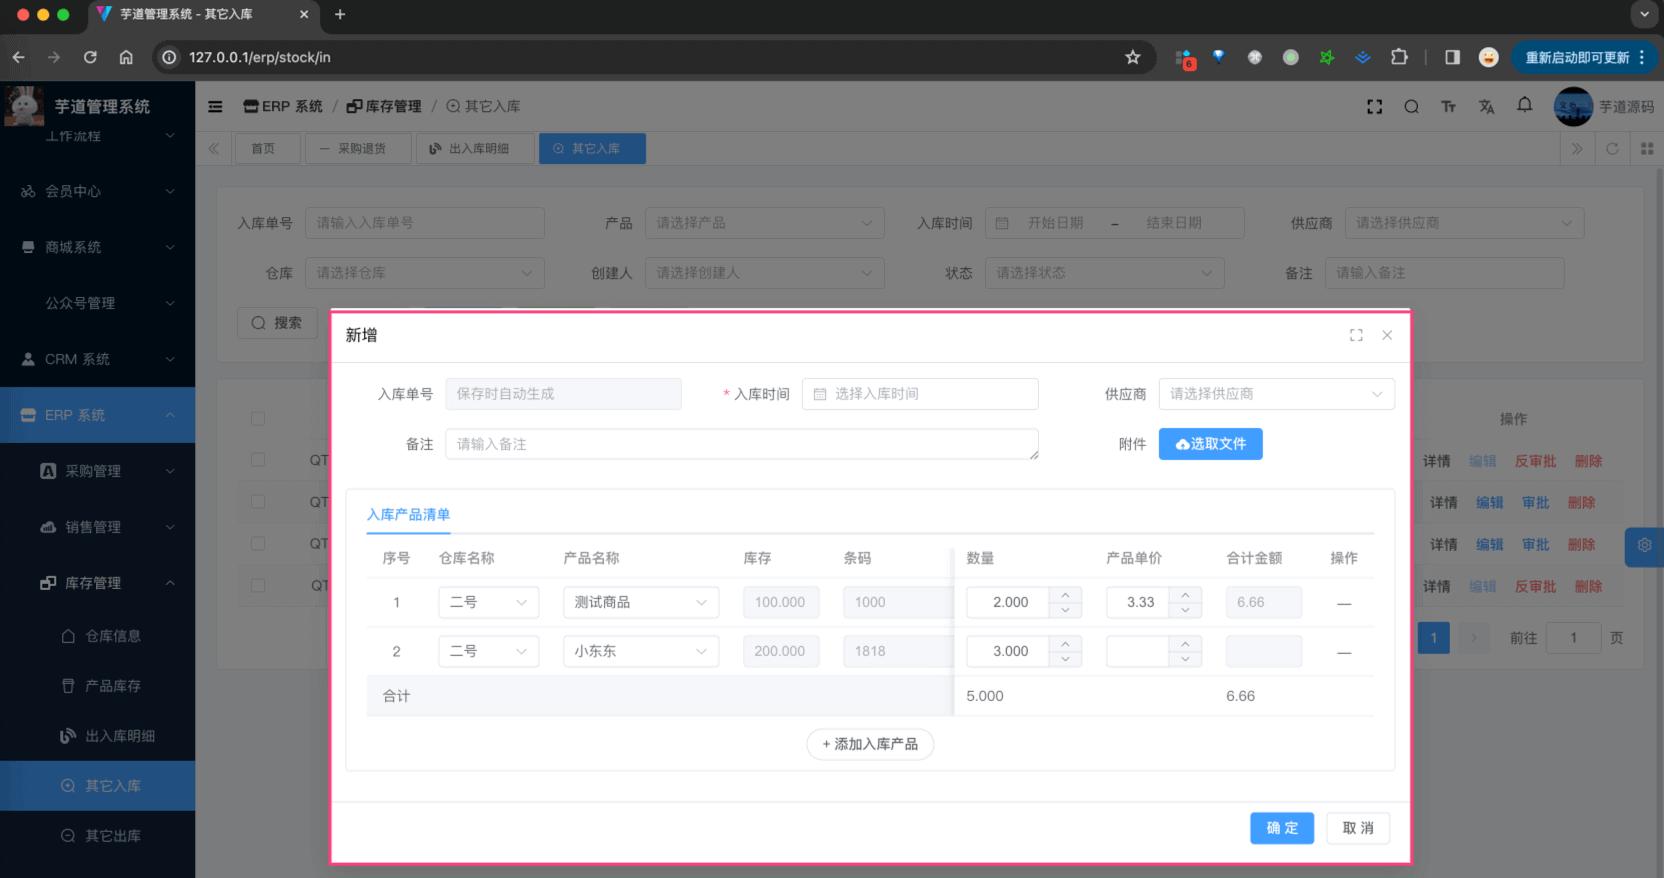 芋道管理系统 - 其它入库
127.0.0.1/erp/stock/in
6
重新启动即可更新
芋道管理系统
ERP 系统 / 库存管理 / 其它入库
芋道源码
工作流程
首页
采购退货
出入库明细
其它入库
会员中心
商城系统
公众号管理
CRM 系统
ERP 系统
采购管理
销售管理
库存管理
仓库信息
产品库存
出入库明细
其它入库
其它出库
入库单号 请输入入库单号 产品 请选择产品 入库时间 开始日期 - 结束日期 供应商 请选择供应商
仓库 请选择仓库 创建人 请选择创建人 状态 请选择状态 备注 请输入备注
搜索
操作
QT 详情 编辑 反审批 删除
QT 详情 编辑 审批 删除
QT 详情 编辑 审批 删除
QT 详情 编辑 反审批 删除
1 前往 1 页
新增
入库单号 保存时自动生成 * 入库时间 选择入库时间 供应商 请选择供应商
备注 请输入备注 附件 选取文件
入库产品清单
序号 仓库名称 产品名称 库存 条码 数量 产品单价 合计金额 操作
1 二号 测试商品 100.000 1000 2.000 3.33 6.66 —
2 二号 小东东 200.000 1818 3.000 —
合计 5.000 6.66
+ 添加入库产品
确 定 取 消